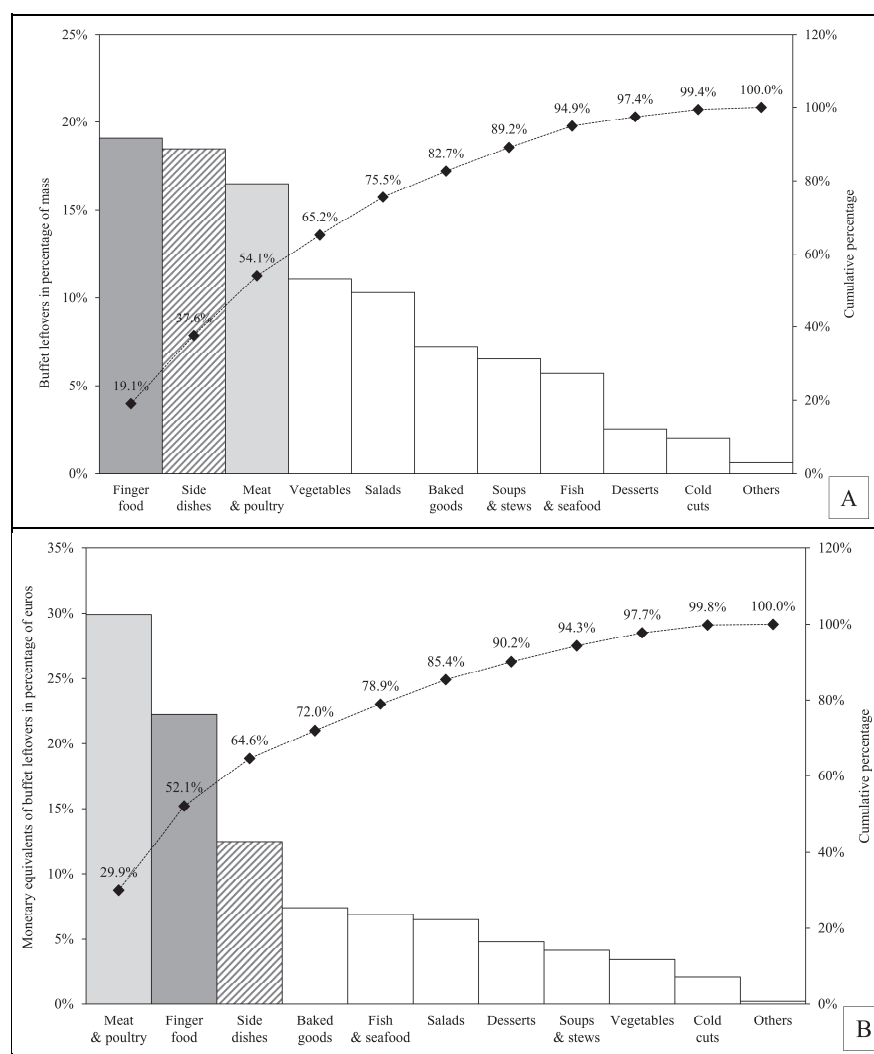 25%
20%
15%
10%
5%
0%
Buffet leftovers in percentage of mass
120%
100%
80%
60%
40%
20%
0%
Cumulative percentage
19.1%
37.6%
54.1%
65.2%
75.5%
82.7%
89.2%
94.9%
97.4%
99.4%
100.0%
Finger
food
Side
dishes
Meat
& poultry
Vegetables
Salads
Baked
goods
Soups
& stews
Fish
& seafood
Desserts
Cold
cuts
Others
A
35%
30%
25%
20%
15%
10%
5%
0%
Monetary equivalents of buffet leftovers in percentage of euros
120%
100%
80%
60%
40%
20%
0%
Cumulative percentage
29.9%
52.1%
64.6%
72.0%
78.9%
85.4%
90.2%
94.3%
97.7%
99.8%
100.0%
Meat
& poultry
Finger
food
Side
dishes
Baked
goods
Fish
& seafood
Salads
Desserts
Soups
& stews
Vegetables
Cold
cuts
Others
B